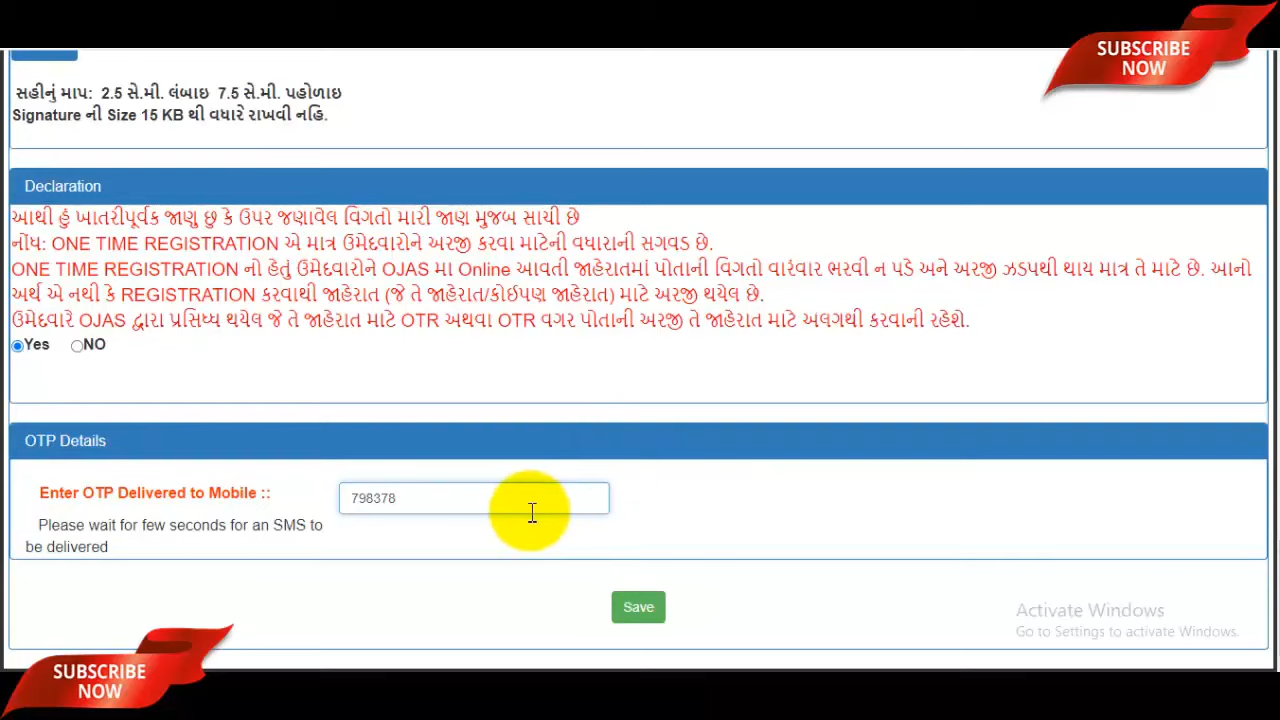 SUBSCRIBE
NOW
સહીનું માપ: 2.5 સે.મી. લંબાઇ 7.5 સે.મી. પહોળાઇ
Signature ની Size 15 KB થી વધારે રાખવી નહિ.
Declaration
આથી હું ખાતરીપૂર્વક જાણુ છુ કે ઉપર જણાવેલ વિગતો મારી જાણ મુજબ સાચી છે
નોંધ: ONE TIME REGISTRATION એ માત્ર ઉમેદવારોને અરજી કરવા માટેની વધારાની સગવડ છે.
ONE TIME REGISTRATION નો હેતું ઉમેદવારોને OJAS મા Online આવતી જાહેરાતમાં પોતાની વિગતો વારંવાર ભરવી ન પડે અને અરજી ઝડપથી થાય માત્ર તે માટે છે. આનો
અર્થ એ નથી કે REGISTRATION કરવાથી જાહેરાત (જે તે જાહેરાત/કોઈપણ જાહેરાત) માટે અરજી થયેલ છે.
ઉમેદવારે OJAS દ્વારા પ્રસિધ્ધ થયેલ જે તે જાહેરાત માટે OTR અથવા OTR વગર પોતાની અરજી તે જાહેરાત માટે અલગથી કરવાની રહેશે.
Yes NO
OTP Details
Enter OTP Delivered to Mobile :: 798378
Please wait for few seconds for an SMS to
be delivered
Save
Activate Windows
Go to Settings to activate Windows.
SUBSCRIBE
NOW